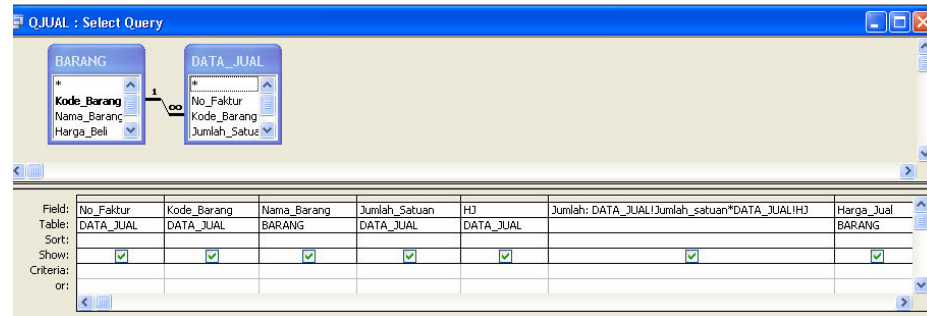 QJUAL : Select Query
BARANG
*
Kode_Barang
Nama_Barang
Harga_Beli
1
∞
DATA_JUAL
*
No_Faktur
Kode_Barang
Jumlah_Satua
Field: No_Faktur Kode_Barang Nama_Barang Jumlah_Satuan HJ Jumlah: DATA_JUAL!Jumlah_satuan*DATA_JUAL!HJ Harga_Jual
Table: DATA_JUAL DATA_JUAL BARANG DATA_JUAL DATA_JUAL BARANG
Sort:
Show:
Criteria:
or: